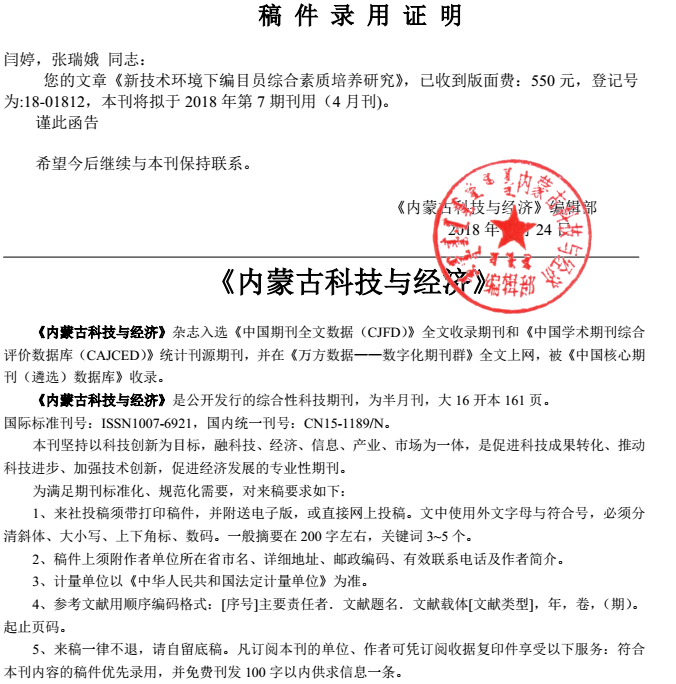 稿件录用证明
闫婷，张瑞娥 同志：
您的文章《新技术环境下编目员综合素质培养研究》，已收到版面费：550 元，登记号
为:18-01812，本刊将拟于 2018 年第 7 期刊用（4 月刊)。
谨此函告
希望今后继续与本刊保持联系。
《内蒙古科技与经济》编辑部
2018 年 月 24 日
内蒙古科技与经济
编辑部
《内蒙古科技与经济》
《内蒙古科技与经济》杂志入选《中国期刊全文数据（CJFD）》全文收录期刊和《中国学术期刊综合
评价数据库（CAJCED）》统计刊源期刊，并在《万方数据——数字化期刊群》全文上网，被《中国核心期
刊（遴选）数据库》收录。
《内蒙古科技与经济》是公开发行的综合性科技期刊，为半月刊，大 16 开本 161 页。
国际标准刊号：ISSN1007-6921，国内统一刊号：CN15-1189/N。
本刊坚持以科技创新为目标，融科技、经济、信息、产业、市场为一体，是促进科技成果转化、推动
科技进步、加强技术创新，促进经济发展的专业性期刊。
为满足期刊标准化、规范化需要，对来稿要求如下：
1、来社投稿须带打印稿件，并附送电子版，或直接网上投稿。文中使用外文字母与符合号，必须分
清斜体、大小写、上下角标、数码。一般摘要在 200 字左右，关键词 3~5 个。
2、稿件上须附作者单位所在省市名、详细地址、邮政编码、有效联系电话及作者简介。
3、计量单位以《中华人民共和国法定计量单位》为准。
4、参考文献用顺序编码格式：[序号]主要责任者．文献题名．文献载体[文献类型]，年，卷，（期）。
起止页码。
5、来稿一律不退，请自留底稿。凡订阅本刊的单位、作者可凭订阅收据复印件享受以下服务：符合
本刊内容的稿件优先录用，并免费刊发 100 字以内供求信息一条。